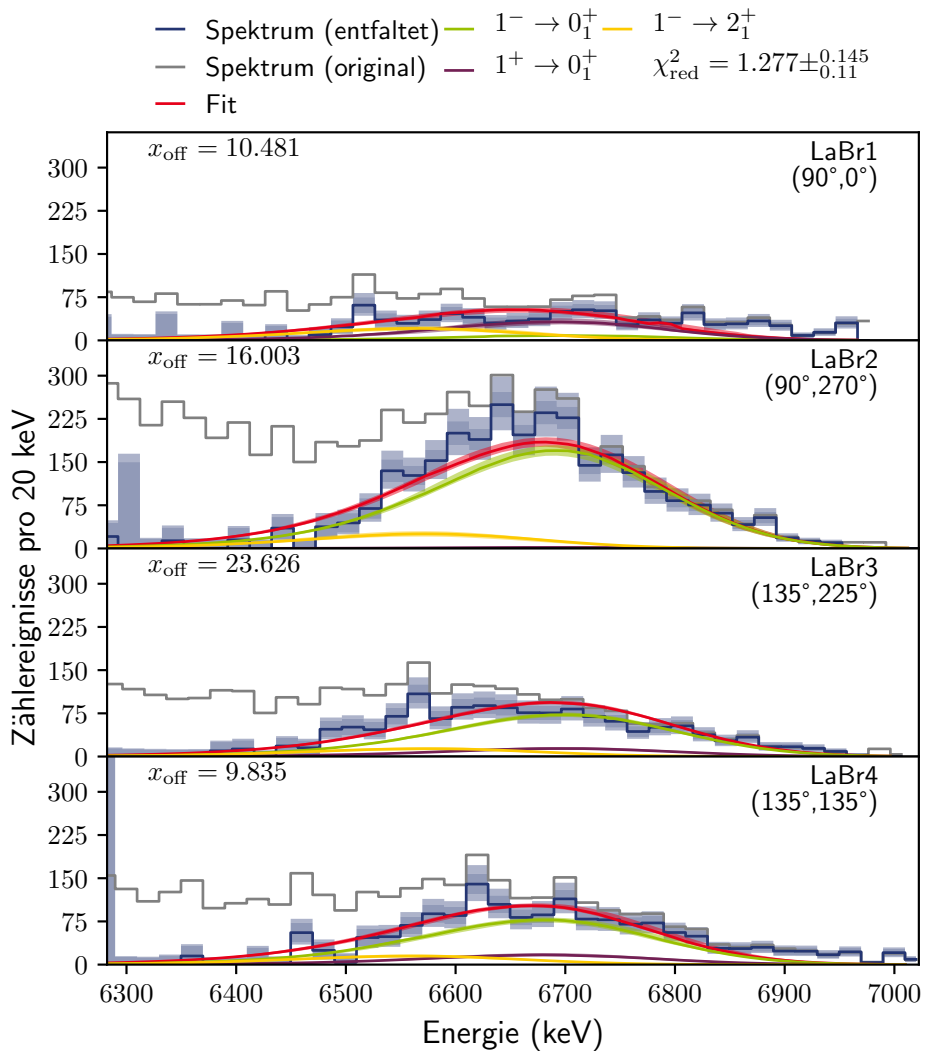 Spektrum (entfaltet) 1⁻ → 0₁⁺ 1⁻ → 2₁⁺
Spektrum (original) 1⁺ → 0₁⁺ χ²_red = 1.277±^0.145_0.11
Fit
x_off = 10.481
LaBr1
(90°,0°)
300
225
150
75
0
x_off = 16.003
LaBr2
(90°,270°)
300
225
150
75
0
x_off = 23.626
LaBr3
(135°,225°)
300
225
150
75
0
x_off = 9.835
LaBr4
(135°,135°)
300
225
150
75
0
Zählereignisse pro 20 keV
6300 6400 6500 6600 6700 6800 6900 7000
Energie (keV)